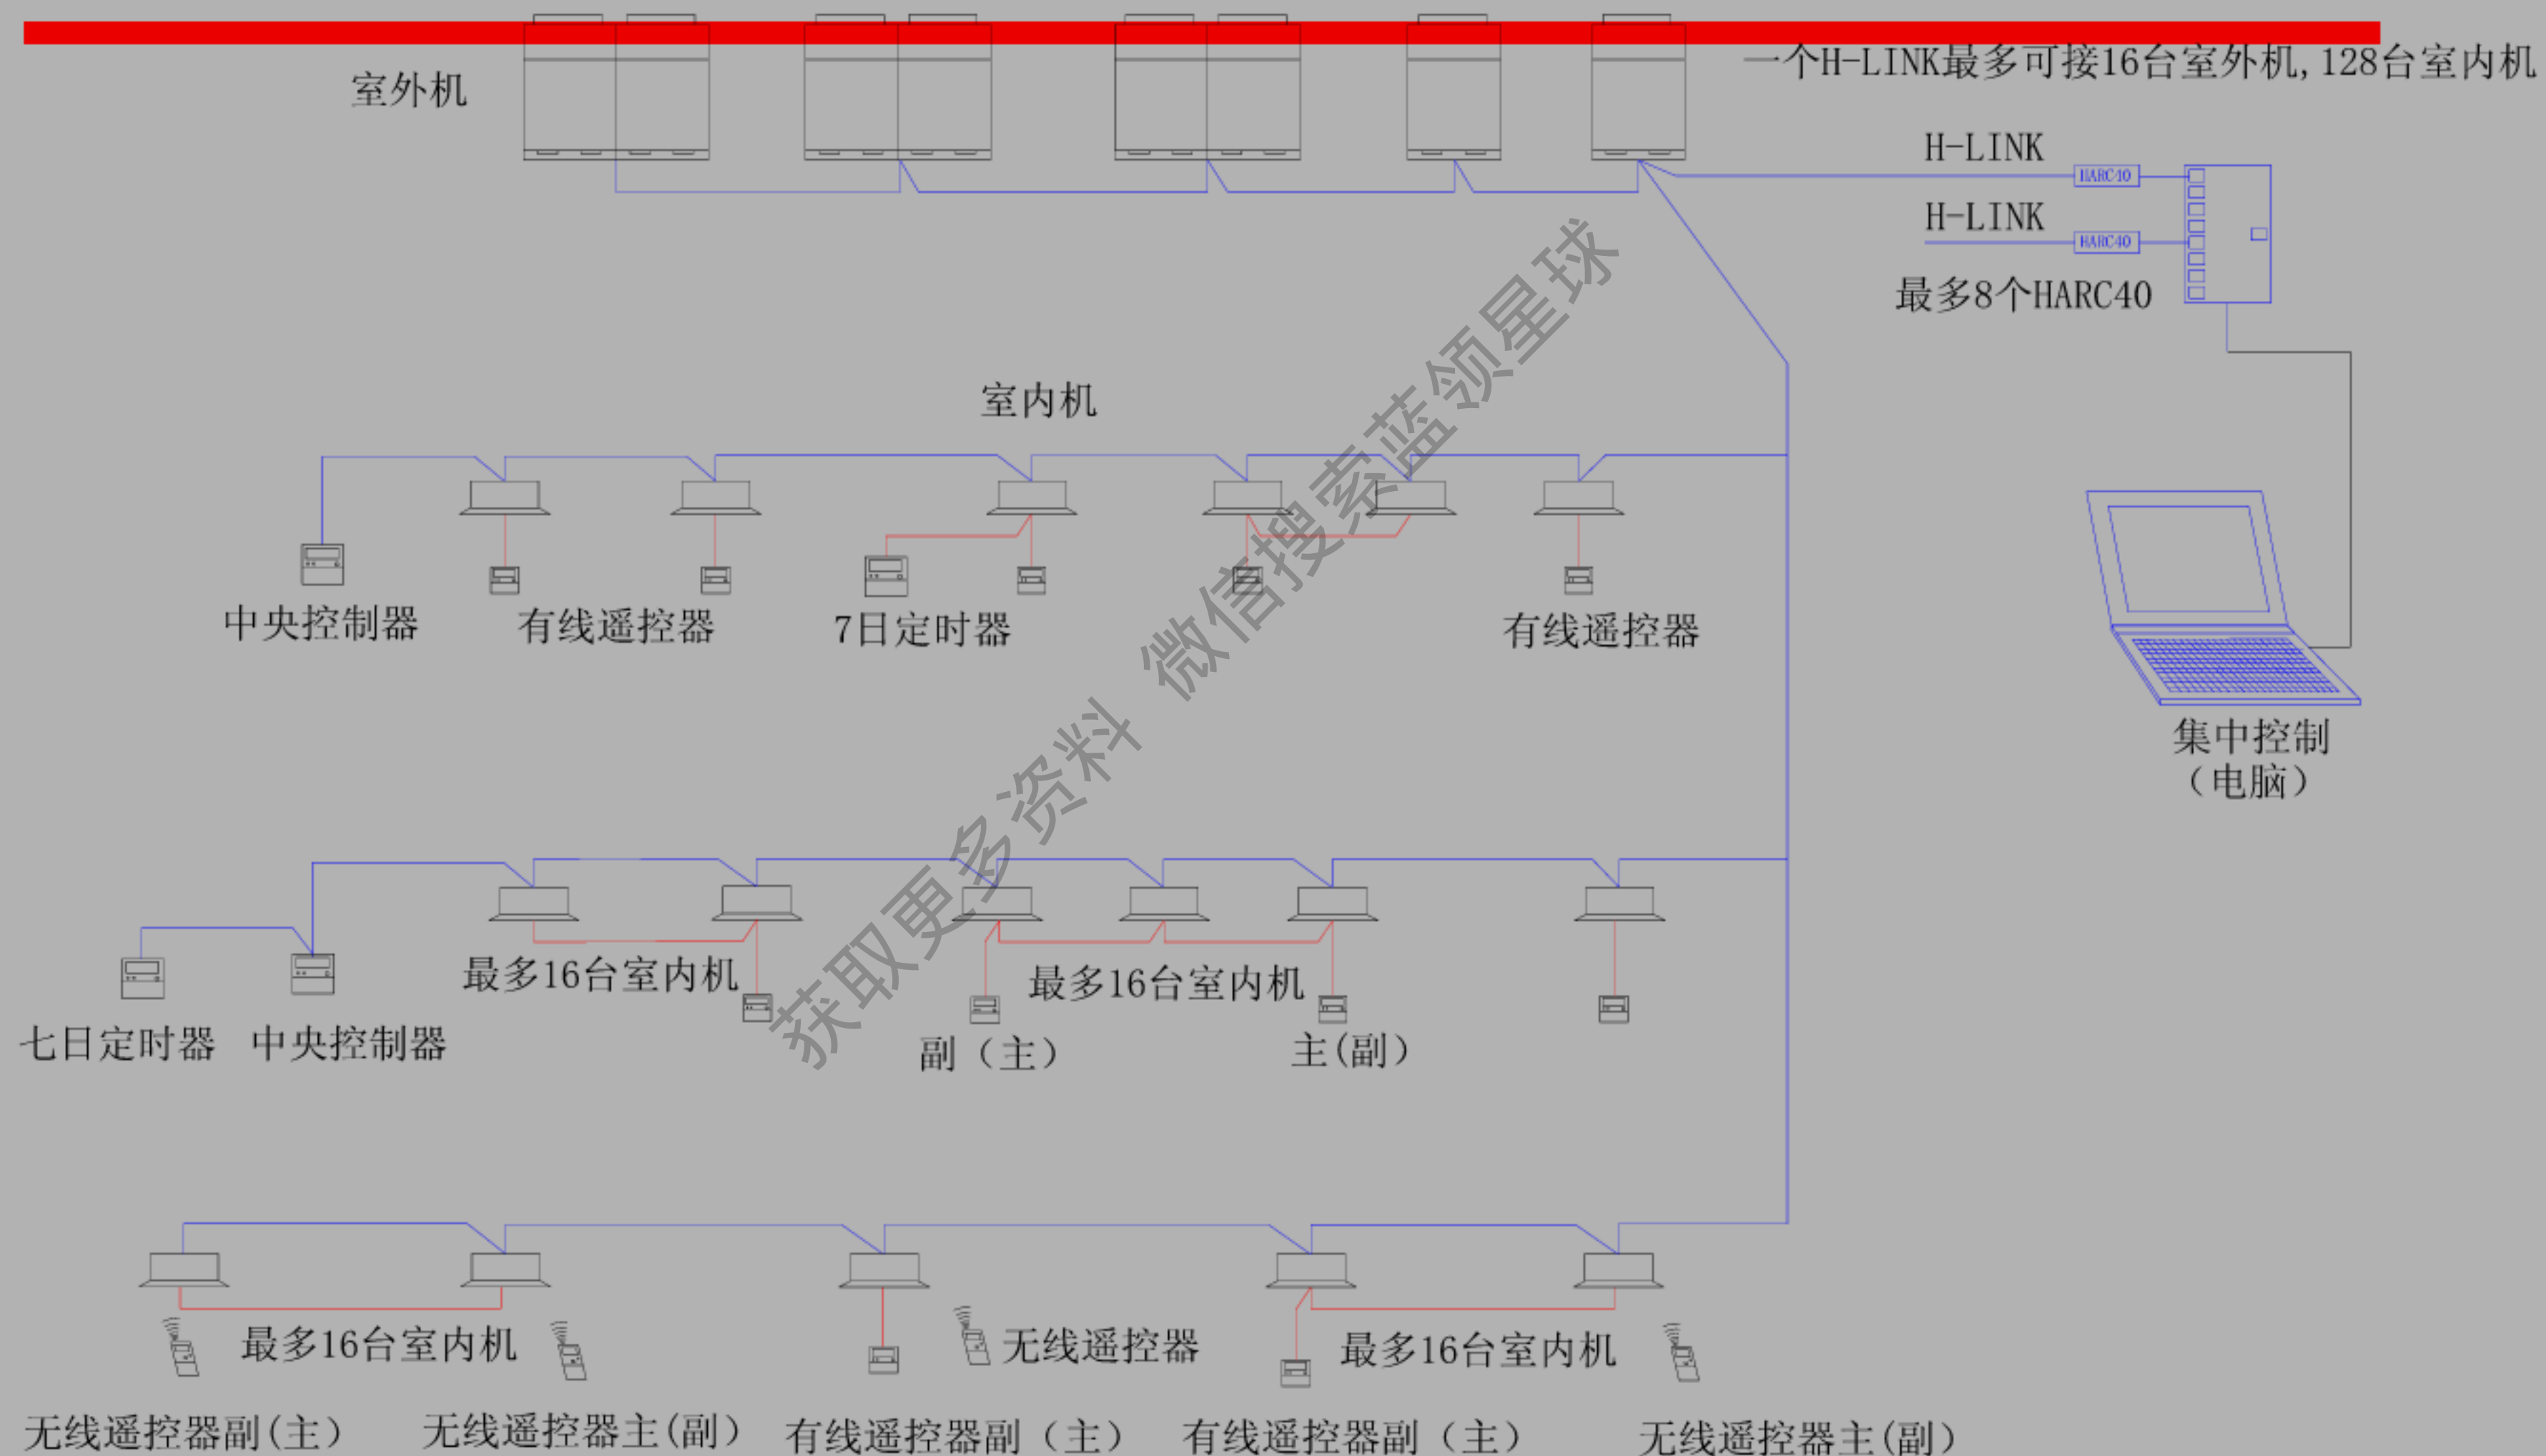 室外机
一个H-LINK最多可接16台室外机,128台室内机
H-LINK
HARC40
H-LINK
HARC40
最多8个HARC40
室内机
中央控制器
有线遥控器
7日定时器
有线遥控器
集中控制
（电脑）
最多16台室内机
最多16台室内机
七日定时器
中央控制器
副（主）
主(副）
最多16台室内机
无线遥控器
最多16台室内机
无线遥控器副(主）
无线遥控器主(副）
有线遥控器副（主）
有线遥控器副（主）
无线遥控器主(副）
获取更多资料 微信搜索蓝领星球